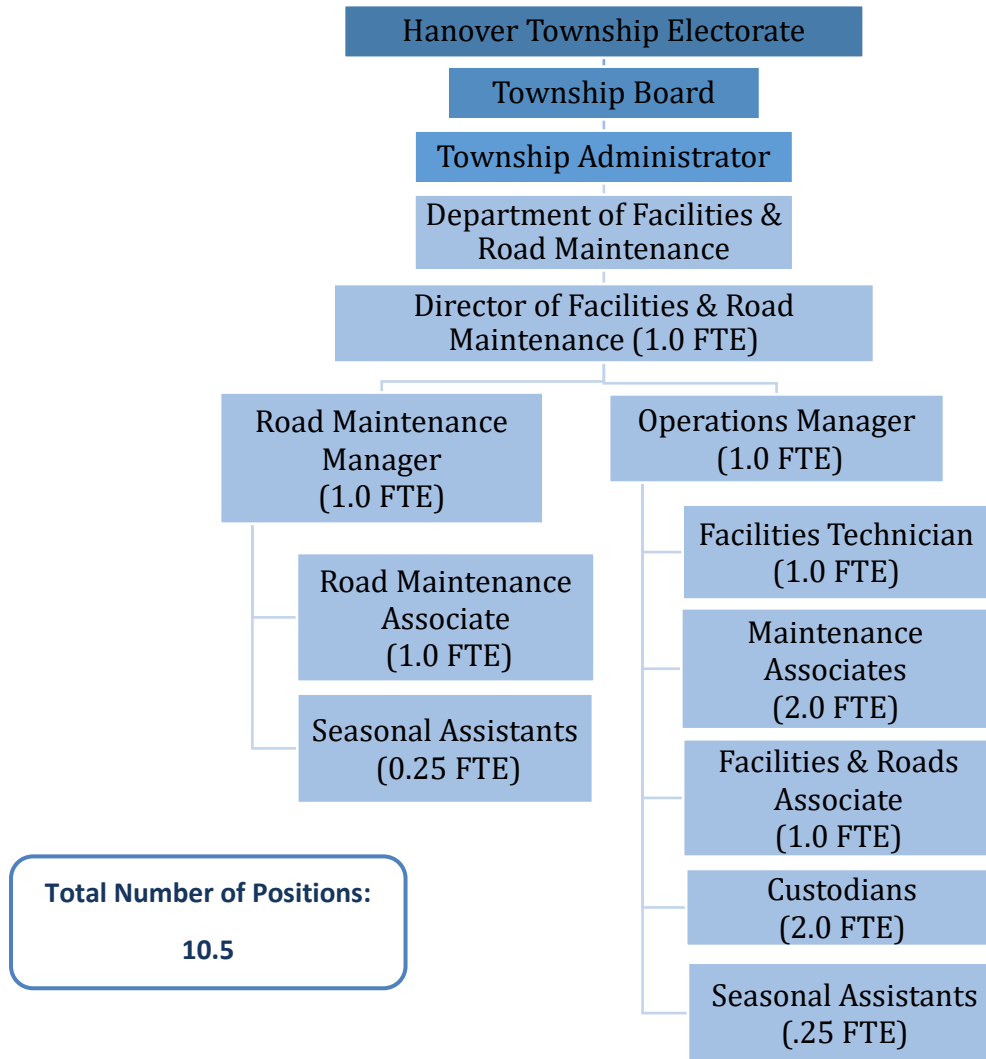 Hanover Township Electorate
Township Board
Township Administrator
Department of Facilities &
Road Maintenance
Director of Facilities & Road
Maintenance (1.0 FTE)
Road Maintenance
Manager
(1.0 FTE)
Road Maintenance
Associate
(1.0 FTE)
Seasonal Assistants
(0.25 FTE)
Operations Manager
(1.0 FTE)
Facilities Technician
(1.0 FTE)
Maintenance
Associates
(2.0 FTE)
Facilities & Roads
Associate
(1.0 FTE)
Custodians
(2.0 FTE)
Seasonal Assistants
(.25 FTE)
Total Number of Positions:
10.5